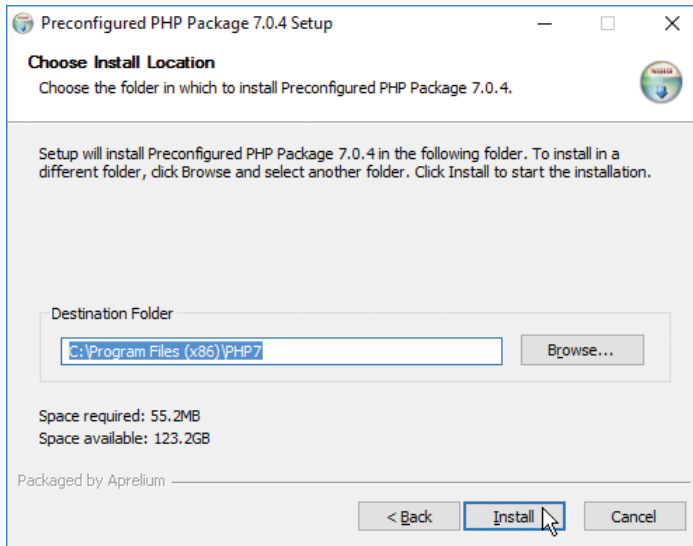 Preconfigured PHP Package 7.0.4 Setup
Choose Install Location
Choose the folder in which to install Preconfigured PHP Package 7.0.4.
Setup will install Preconfigured PHP Package 7.0.4 in the following folder. To install in a
different folder, click Browse and select another folder. Click Install to start the installation.
Destination Folder
C:\Program Files (x86)\PHP7
Browse...
Space required: 55.2MB
Space available: 123.2GB
Packaged by Aprelium
< Back
Install
Cancel